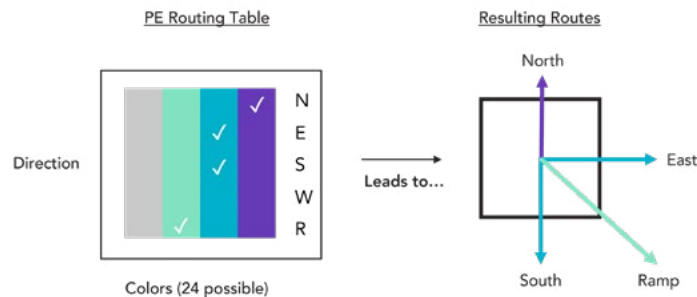 PE Routing Table
Resulting Routes
North
N
E
Direction
S
Leads to…
East
W
R
South
Ramp
Colors (24 possible)